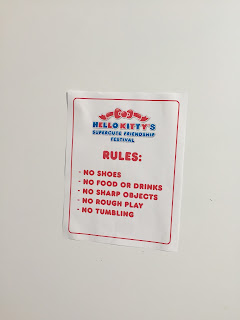 HELLO KITTY'S
SUPERCUTE FRIENDSHIP
FESTIVAL
RULES:
- NO SHOES
- NO FOOD OR DRINKS
- NO SHARP OBJECTS
- NO ROUGH PLAY
- NO TUMBLING